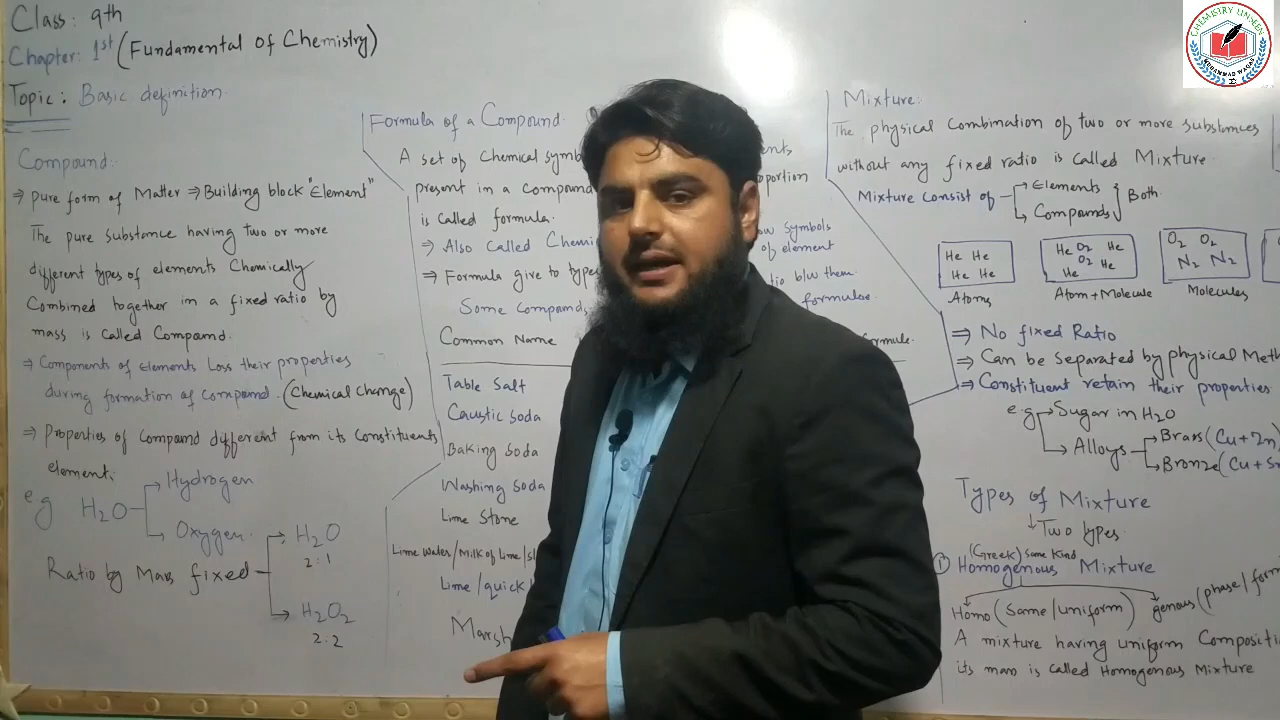 Class: 9th
Chapter: 1st (Fundamental of Chemistry)
Topic: Basic definition.
Compound:
⇒ pure form of Matter ⇒ Building block "Element"
The pure substance having two or more
different types of elements Chemically
Combined together in a fixed ratio by
mass is called Compound.
⇒ Components of elements Loss their properties
during formation of compound. (Chemical Change)
⇒ Properties of Compound different from its Constituents
element.
e.g H₂O
Hydrogen
Oxygen.
Ratio by Mass fixed
H₂O
2:1
H₂O₂
2:2
Formula of a Compound.
A set of Chemical
present in a compound
is called formula.
⇒ Also called
⇒ Formula give to types
Some Compounds
Common Name
Table Salt
Caustic Soda
Baking Soda
Washing Soda
Lime Stone
Lime water/Milk of lime/
Lime/quick
symbols
of element
ratio b/w them
formulae.
Mixture:
The physical Combination of two or more substances
without any fixed ratio is called Mixture.
Mixture consist of
Elements
Compounds
Both.
He He
He He
Atoms
He O₂ He
O₂
He He
Atom + Molecule
O₂ O₂
N₂ N₂
Molecules
⇒ No fixed Ratio
⇒ Can be Separated by physical
⇒ Constituent retain their properties
e.g Sugar in H₂O
Alloys
Brass (Cu + Zn)
Bronze (Cu +
Types of Mixture
Two types.
(Greek) same Kind
① Homogenous Mixture
Homo (Same/uniform) genous (phase/
A mixture having uniform
its mass is called Homogenous Mixture
CHEMISTRY
MUHAMMAD WAQAS